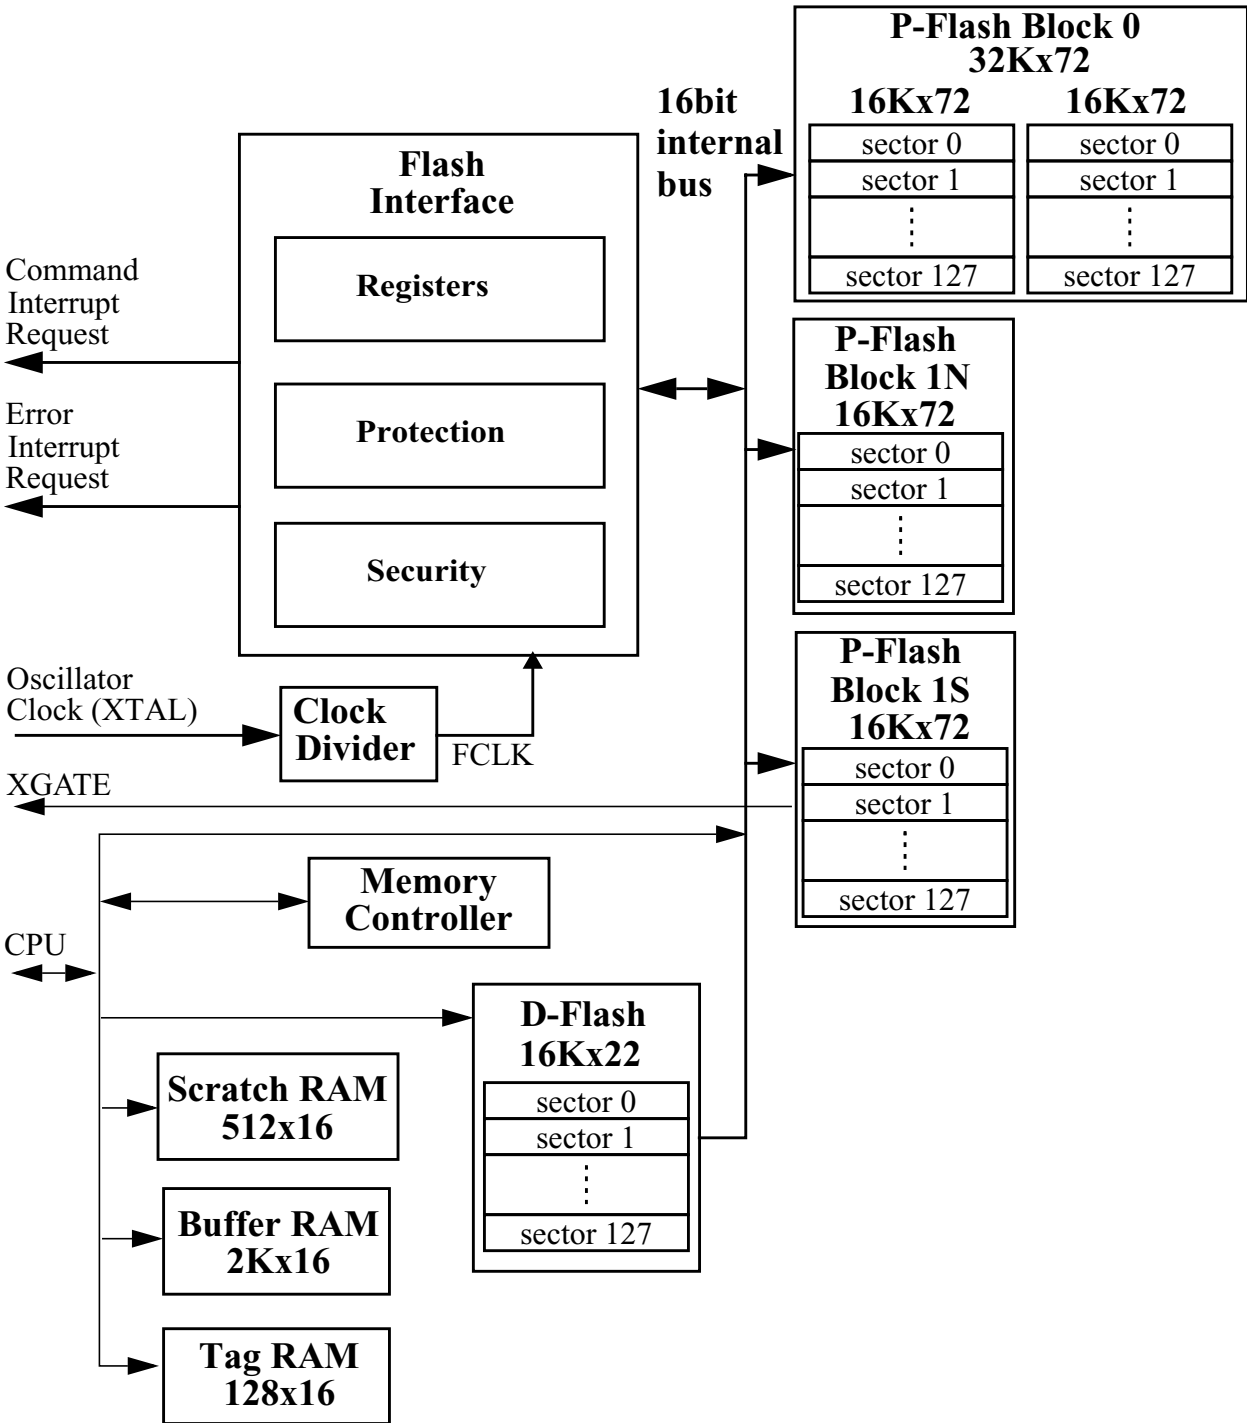 P-Flash Block 0
32Kx72
16Kx72
16Kx72
sector 0
sector 1
sector 127
sector 0
sector 1
sector 127
16bit
internal
bus
Flash
Interface
Registers
Protection
Security
Command
Interrupt
Request
Error
Interrupt
Request
P-Flash
Block 1N
16Kx72
sector 0
sector 1
sector 127
P-Flash
Block 1S
16Kx72
sector 0
sector 1
sector 127
Oscillator
Clock (XTAL)
Clock
Divider
FCLK
XGATE
Memory
Controller
CPU
D-Flash
16Kx22
sector 0
sector 1
sector 127
Scratch RAM
512x16
Buffer RAM
2Kx16
Tag RAM
128x16